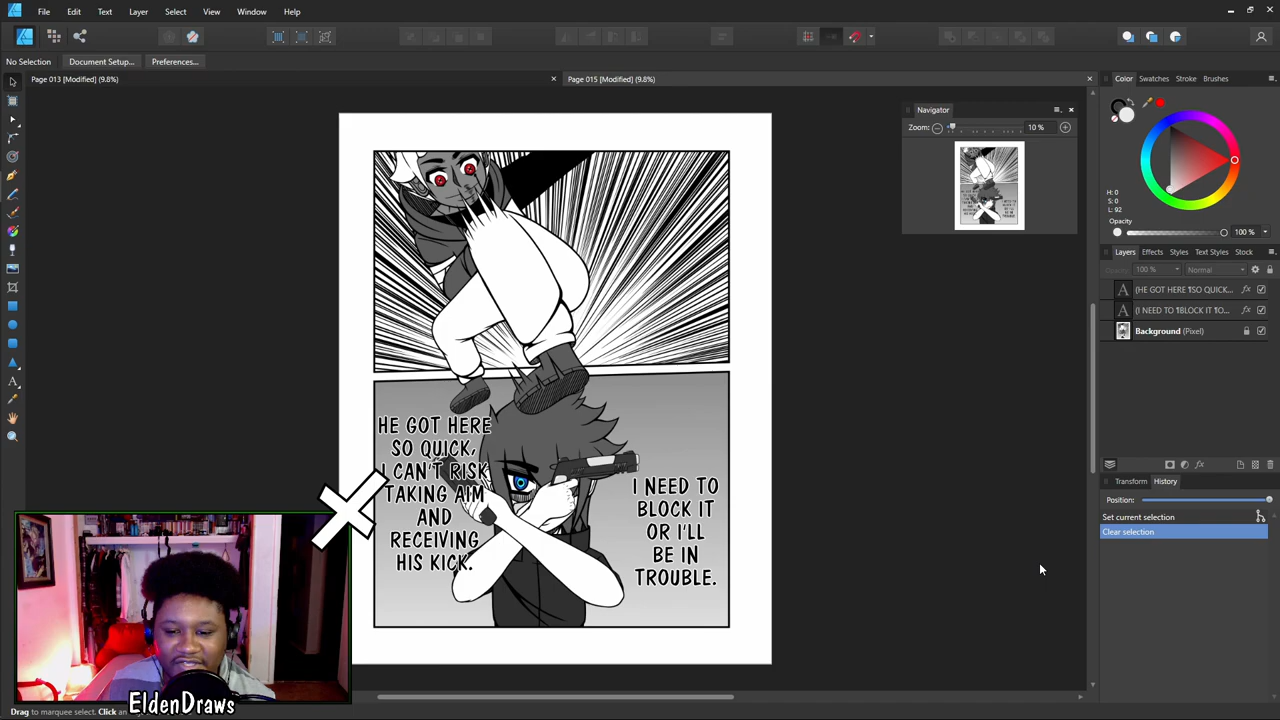 File Edit Text Layer Select View Window Help
No Selection Document Setup... Preferences...
Page 013 [Modified] (9.8%) Page 015 [Modified] (9.8%)
Navigator
Zoom: 10 %
Color Swatches Stroke Brushes
H: 0
S: 0
L: 92
Opacity
100 %
Layers Effects Styles Text Styles Stock
Opacity: 100 % Normal
(HE GOT HERE 1SO QUICK... fx
(I NEED TO 1BLOCK IT TO... fx
Background (Pixel)
Transform History
Position:
Set current selection
Clear selection
HE GOT HERE
SO QUICK,
I CAN'T RISK
TAKING AIM
AND
RECEIVING
HIS KICK.
I NEED TO
BLOCK IT
OR I'LL
BE IN
TROUBLE.
EldenDraws
Drag to marquee select. Click an